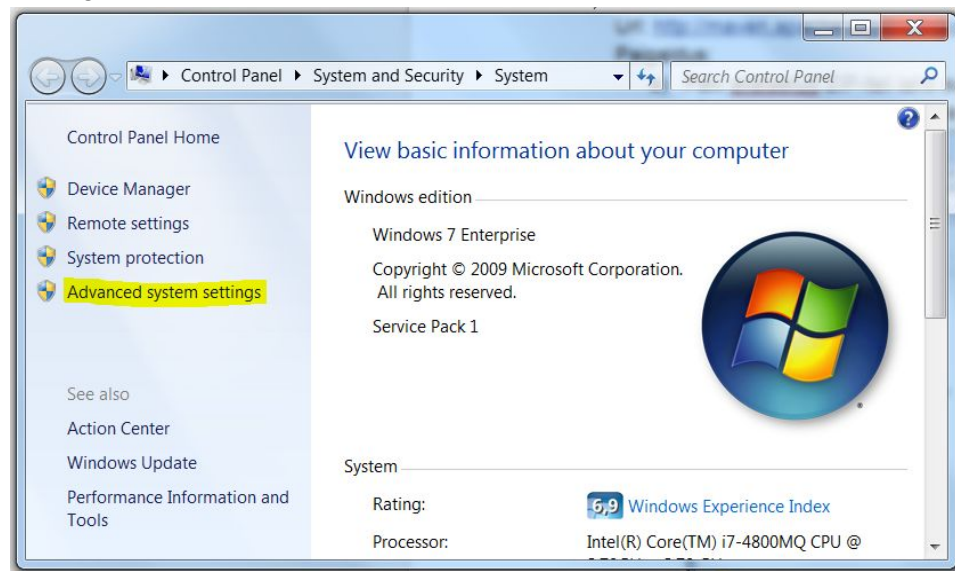 Control Panel ▸ System and Security ▸ System
Search Control Panel
Control Panel Home
Device Manager
Remote settings
System protection
Advanced system settings
See also
Action Center
Windows Update
Performance Information and
Tools
View basic information about your computer
Windows edition
Windows 7 Enterprise
Copyright © 2009 Microsoft Corporation.
All rights reserved.
Service Pack 1
System
Rating:
6,9 Windows Experience Index
Processor:
Intel(R) Core(TM) i7-4800MQ CPU @